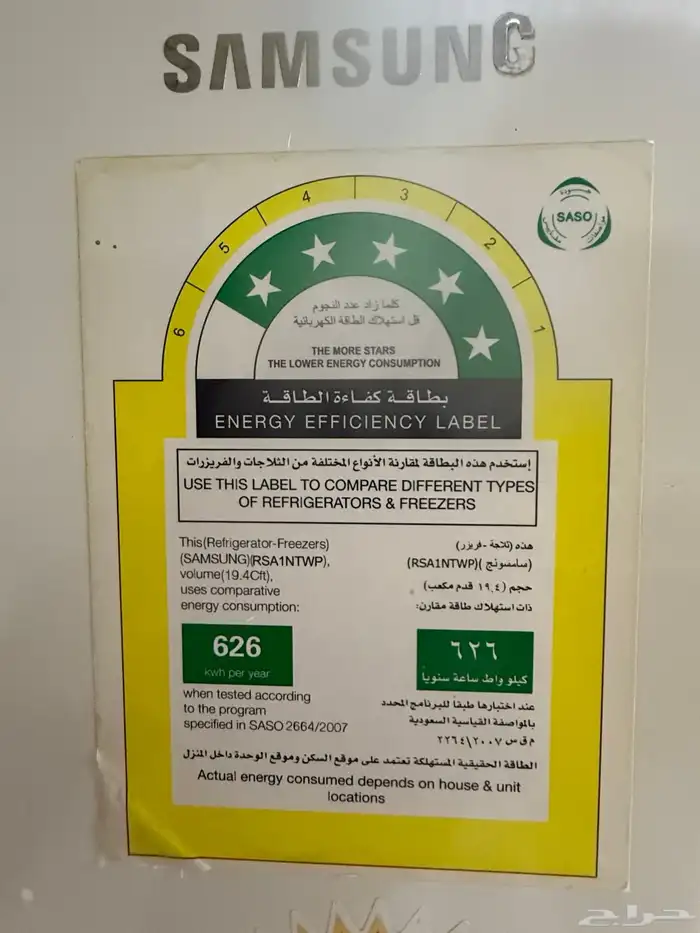 SAMSUNG
جودة
SASO
مقاييس
مواصفات
6
5
4
3
2
1
كلما زاد عدد النجوم
قل استهلاك الطاقة الكهربائية
THE MORE STARS
THE LOWER ENERGY CONSUMPTION
بطاقة كفاءة الطاقة
ENERGY EFFICIENCY LABEL
إستخدم هذه البطاقة لمقارنة الأنواع المختلفة من الثلاجات والفريزرات
USE THIS LABEL TO COMPARE DIFFERENT TYPES
OF REFRIGERATORS & FREEZERS
This(Refrigerator-Freezers)
(SAMSUNG)(RSA1NTWP),
volume(19.4Cft),
uses comparative
energy consumption:
626
kwh per year
when tested according
to the program
specified in SASO 2664/2007
هذه (ثلاجة - فريزر)
(سامسونج )(RSA1NTWP)
حجم (١٩,٤ قدم مكعب)
ذات استهلاك طاقة مقارن:
٦٢٦
كيلو واط ساعة سنوياً
عند اختبارها طبقاً للبرنامج المحدد
بالمواصفة القياسية السعودية
م ق س ٢٢٦٤\٢٠٠٧
الطاقة الحقيقية المستهلكة تعتمد على موقع السكن وموقع الوحدة داخل المنزل
Actual energy consumed depends on house & unit
locations
حراج